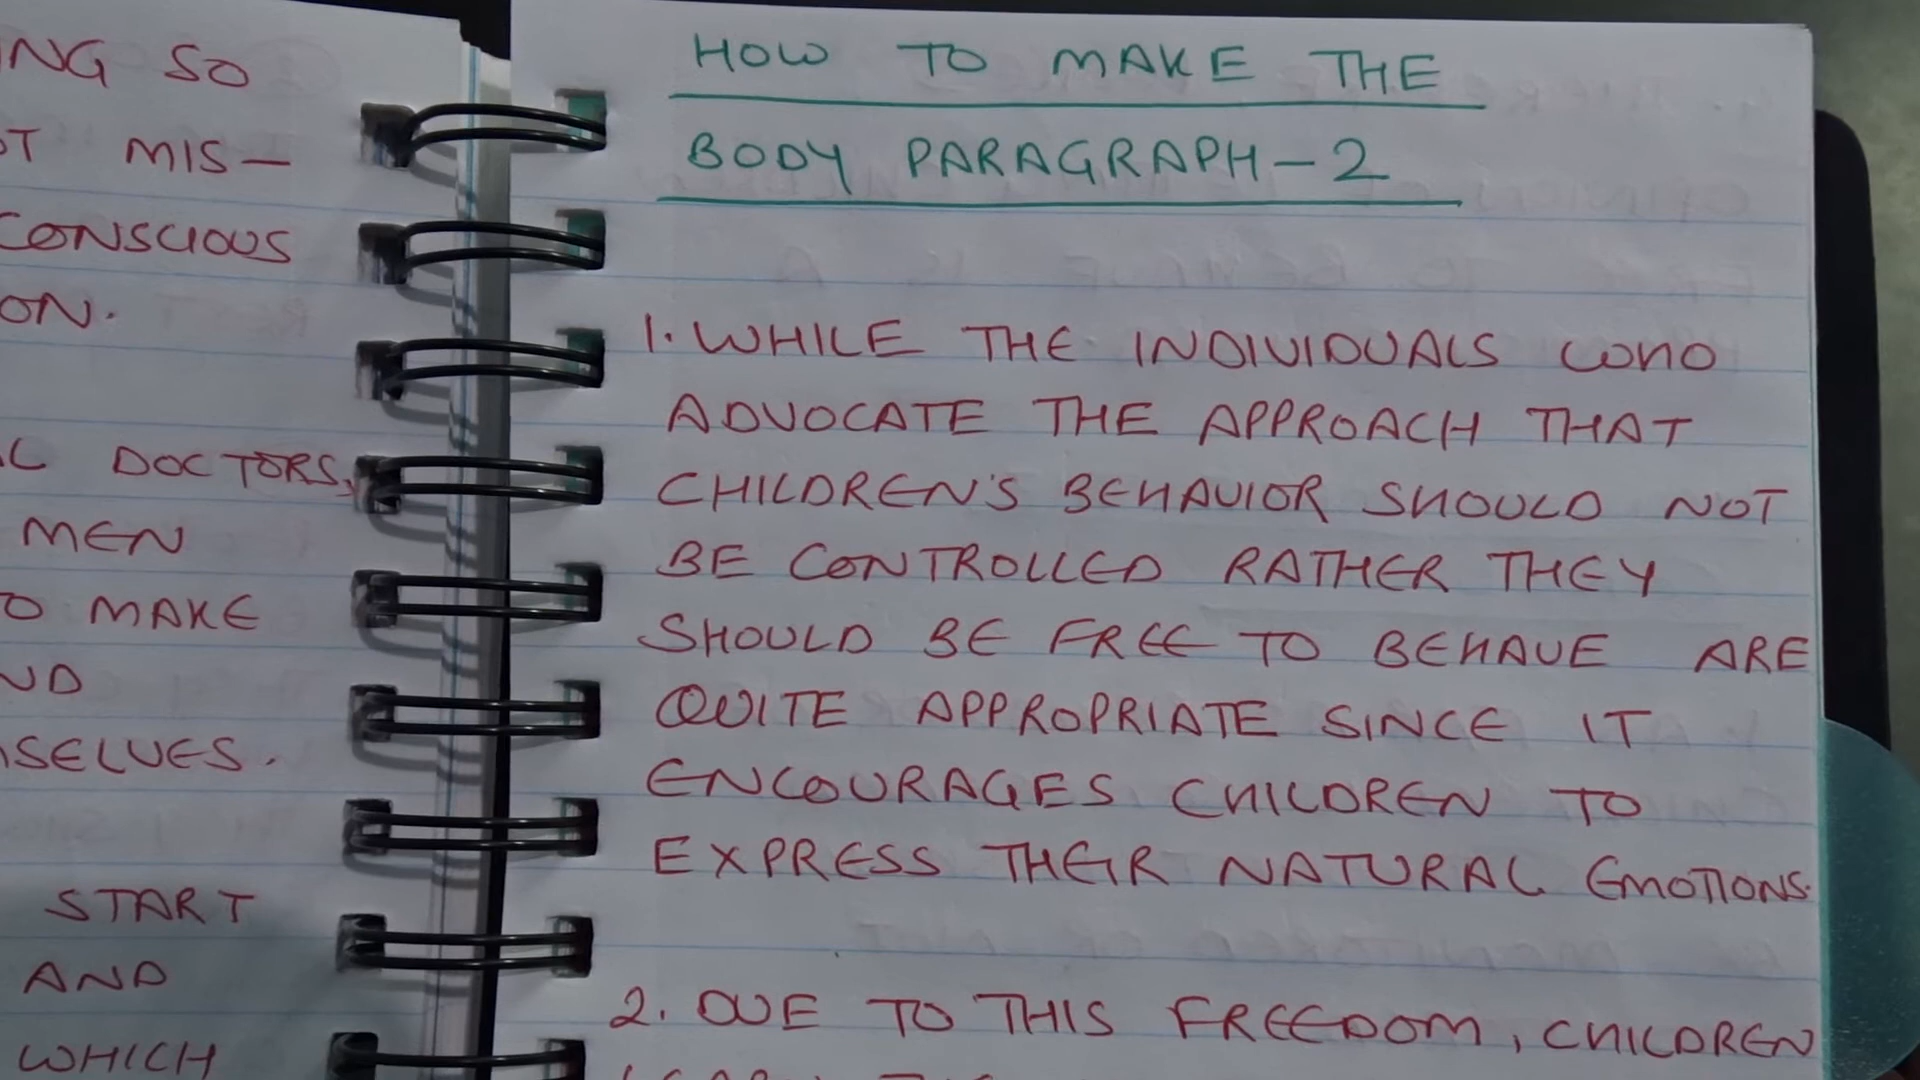 NG SO
MIS-
CONSCIOUS
ON.
DOCTORS,
MEN
TO MAKE
ND
SELVES.
START
AND
WHICH
HOW TO MAKE THE
BODY PARAGRAPH-2
1. WHILE THE INDIVIDUALS WHO
ADVOCATE THE APPROACH THAT
CHILDREN'S BEHAVIOR SHOULD NOT
BE CONTROLLED RATHER THEY
SHOULD BE FREE TO BEHAVE ARE
QUITE APPROPRIATE SINCE IT
ENCOURAGES CHILDREN TO
EXPRESS THEIR NATURAL EMOTIONS.
2. DUE TO THIS FREEDOM, CHILDREN